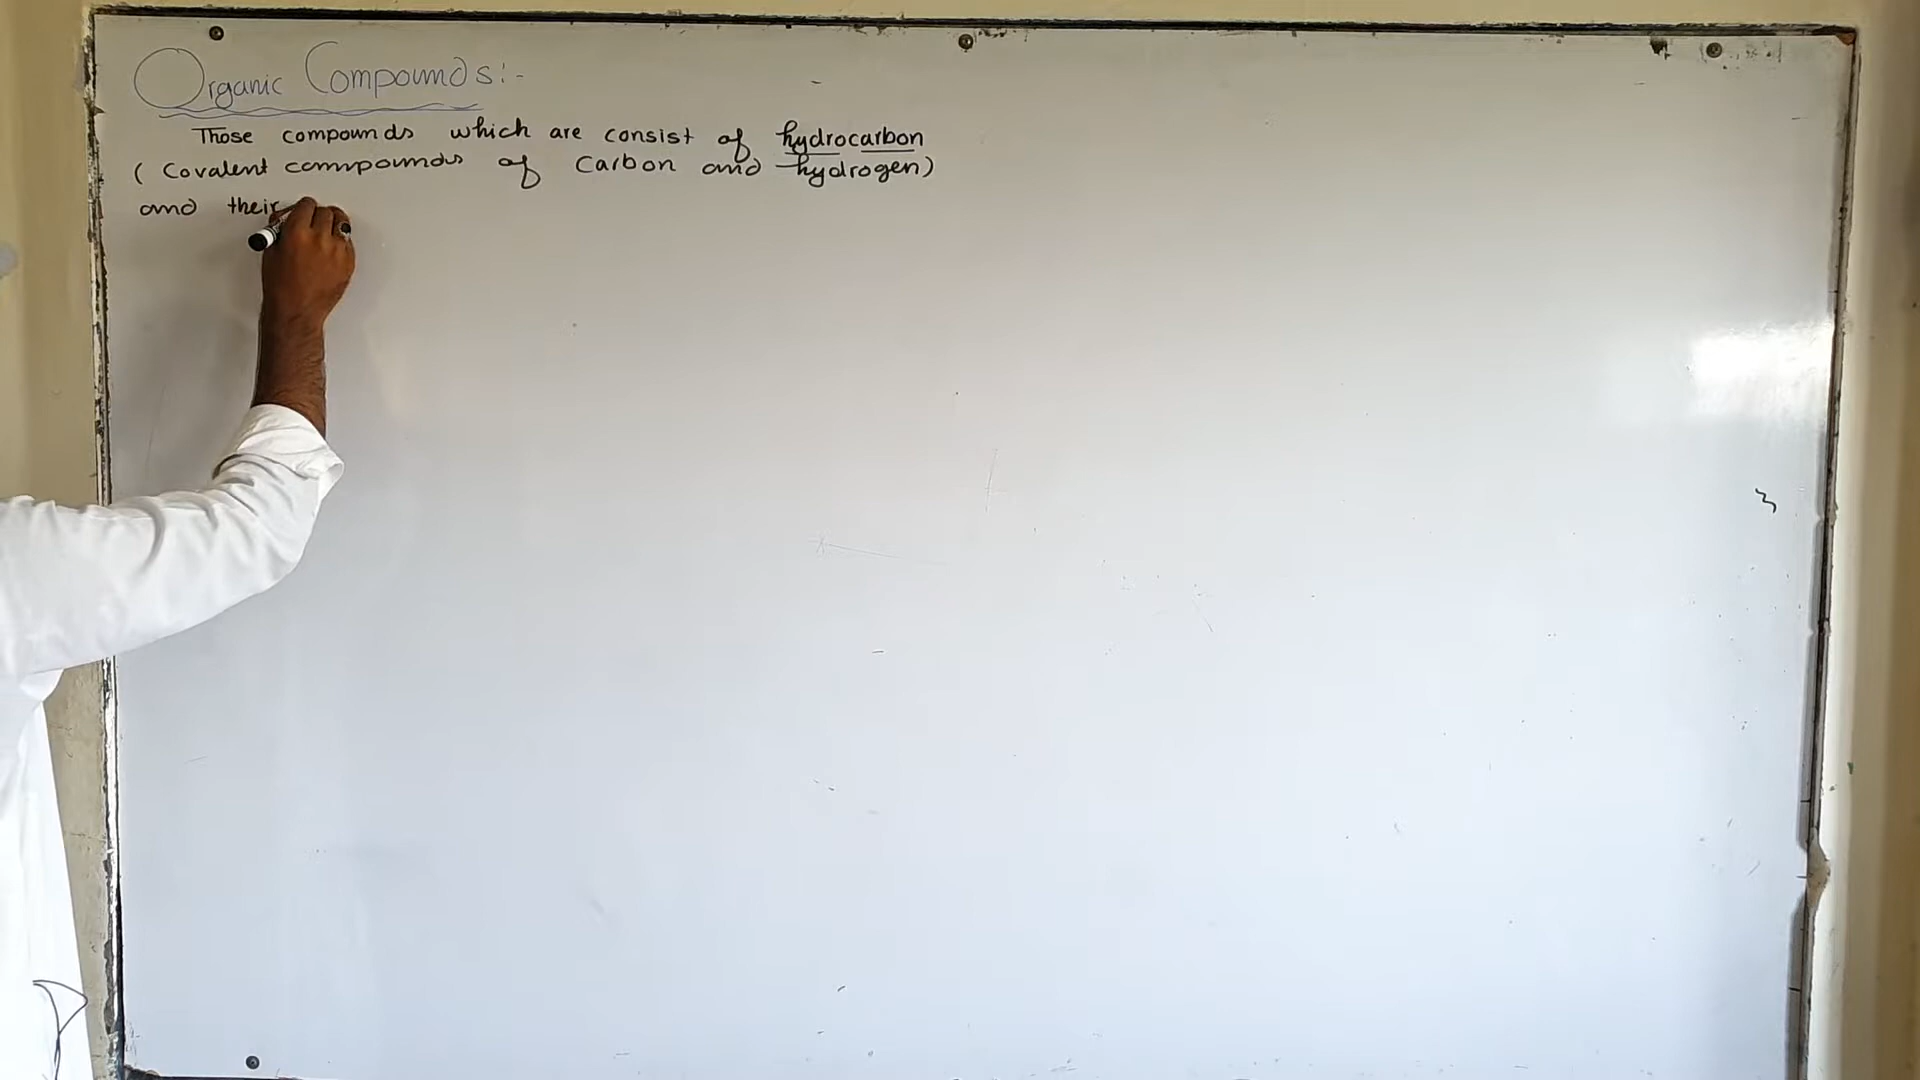 Organic Compounds:-
Those compounds which are consist of hydrocarbon
( Covalent compounds of Carbon and hydrogen)
and their